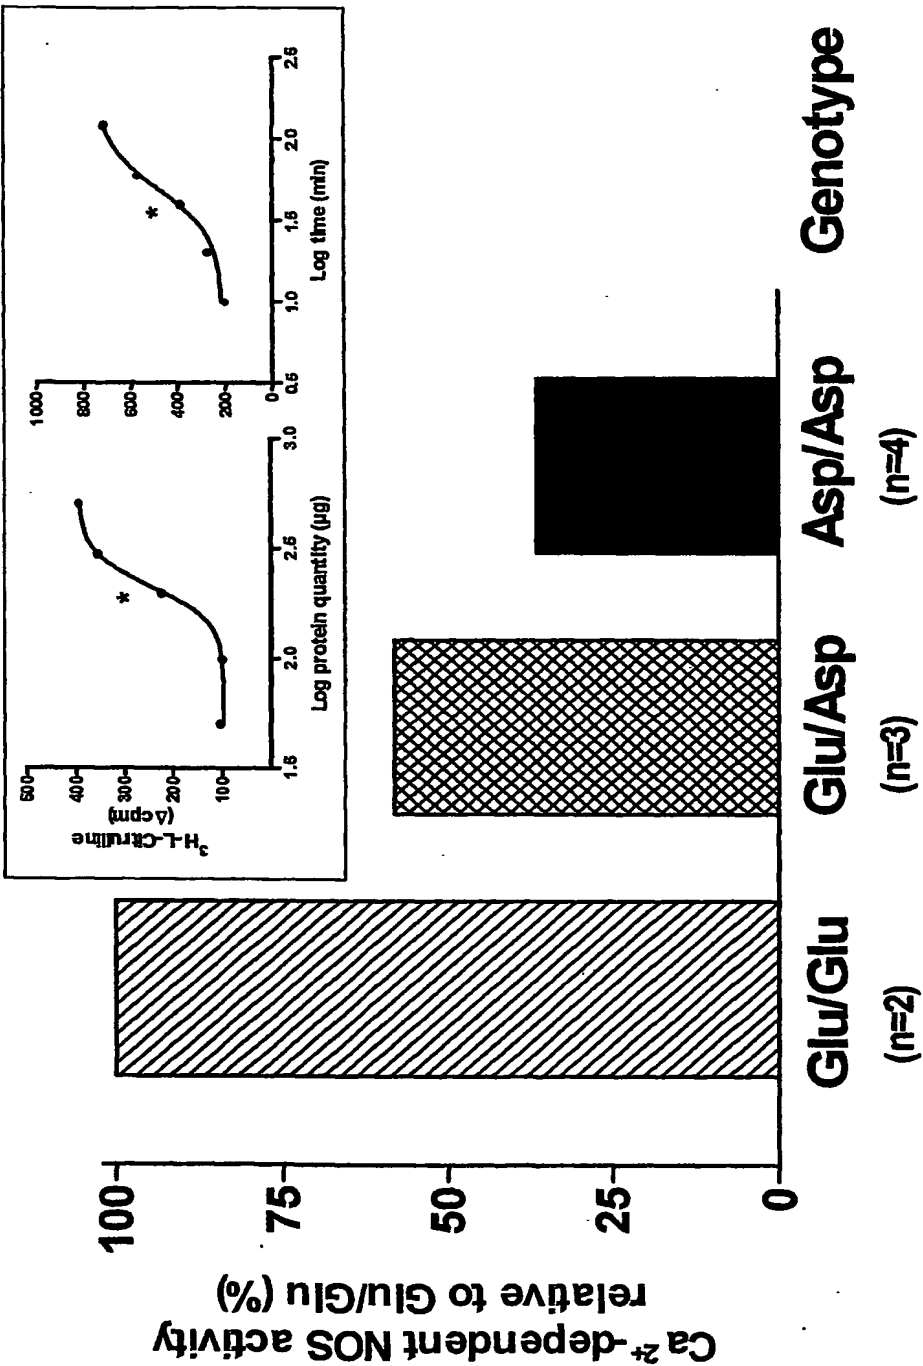 Ca²⁺-dependent NOS activity
relative to Glu/Glu (%)
100
75
50
25
0
³H-L-Citrulline
(Δcpm)
500
400
300
200
100
1.5
2.0
2.5
3.0
*
Log protein quantity (µg)
1000
800
600
400
200
0
0.5
1.0
1.5
2.0
2.5
*
Log time (min)
Glu/Glu
Glu/Asp
Asp/Asp
Genotype
(n=2)
(n=3)
(n=4)